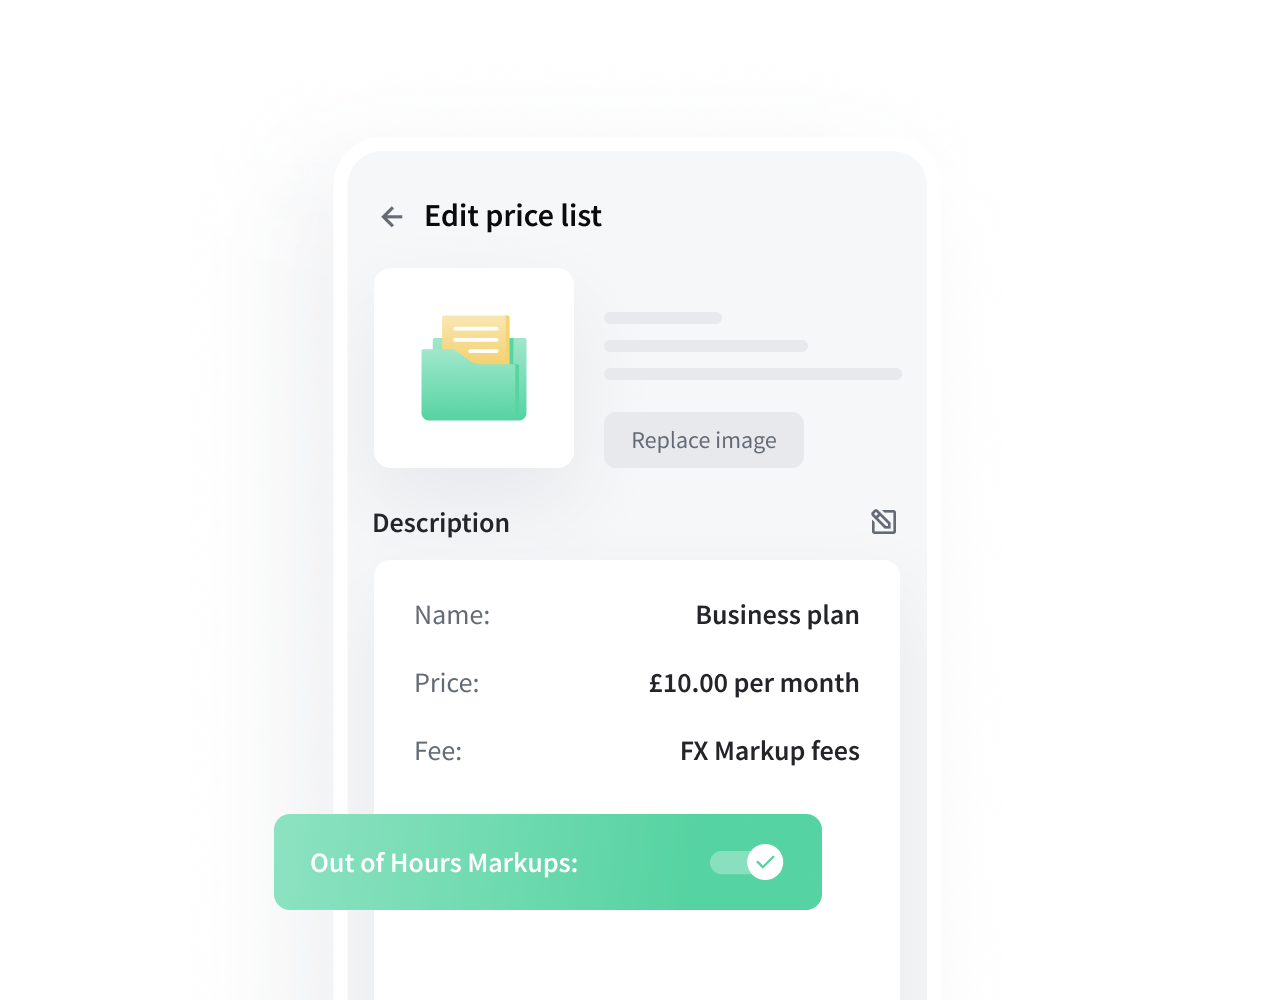 Edit price list
Replace image
Description
Name: Business plan
Price: £10.00 per month
Fee: FX Markup fees
Out of Hours Markups: